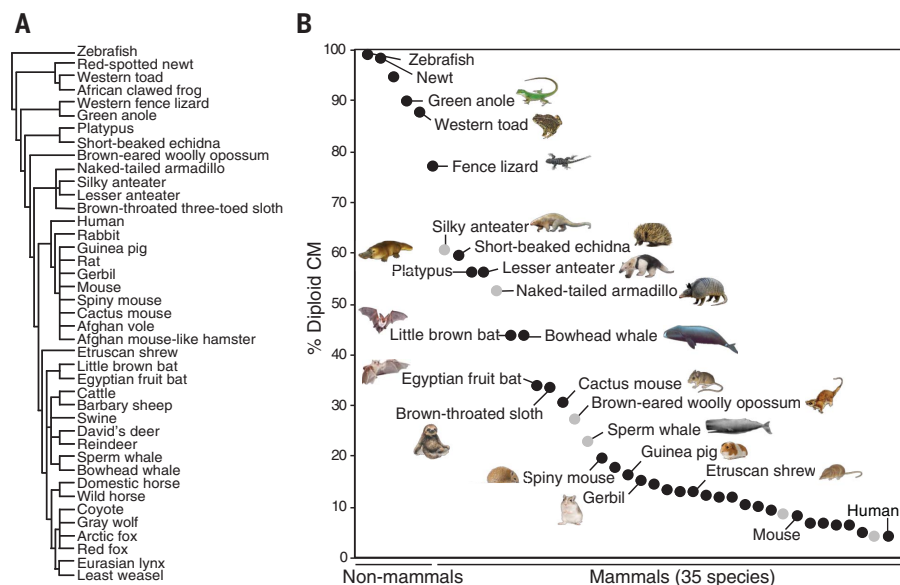 A
Zebrafish
Red-spotted newt
Western toad
African clawed frog
Western fence lizard
Green anole
Platypus
Short-beaked echidna
Brown-eared woolly opossum
Naked-tailed armadillo
Silky anteater
Lesser anteater
Brown-throated three-toed sloth
Human
Rabbit
Guinea pig
Rat
Gerbil
Mouse
Spiny mouse
Cactus mouse
Afghan vole
Afghan mouse-like hamster
Etruscan shrew
Little brown bat
Egyptian fruit bat
Cattle
Barbary sheep
Swine
David's deer
Reindeer
Sperm whale
Bowhead whale
Domestic horse
Wild horse
Coyote
Gray wolf
Arctic fox
Red fox
Eurasian lynx
Least weasel
B
% Diploid CM
100
90
80
70
60
50
40
30
20
10
0
Zebrafish
Newt
Green anole
Western toad
Fence lizard
Silky anteater
Short-beaked echidna
Platypus
Lesser anteater
Naked-tailed armadillo
Little brown bat
Bowhead whale
Egyptian fruit bat
Cactus mouse
Brown-throated sloth
Brown-eared woolly opossum
Sperm whale
Guinea pig
Spiny mouse
Etruscan shrew
Gerbil
Mouse
Human
Non-mammals
Mammals (35 species)